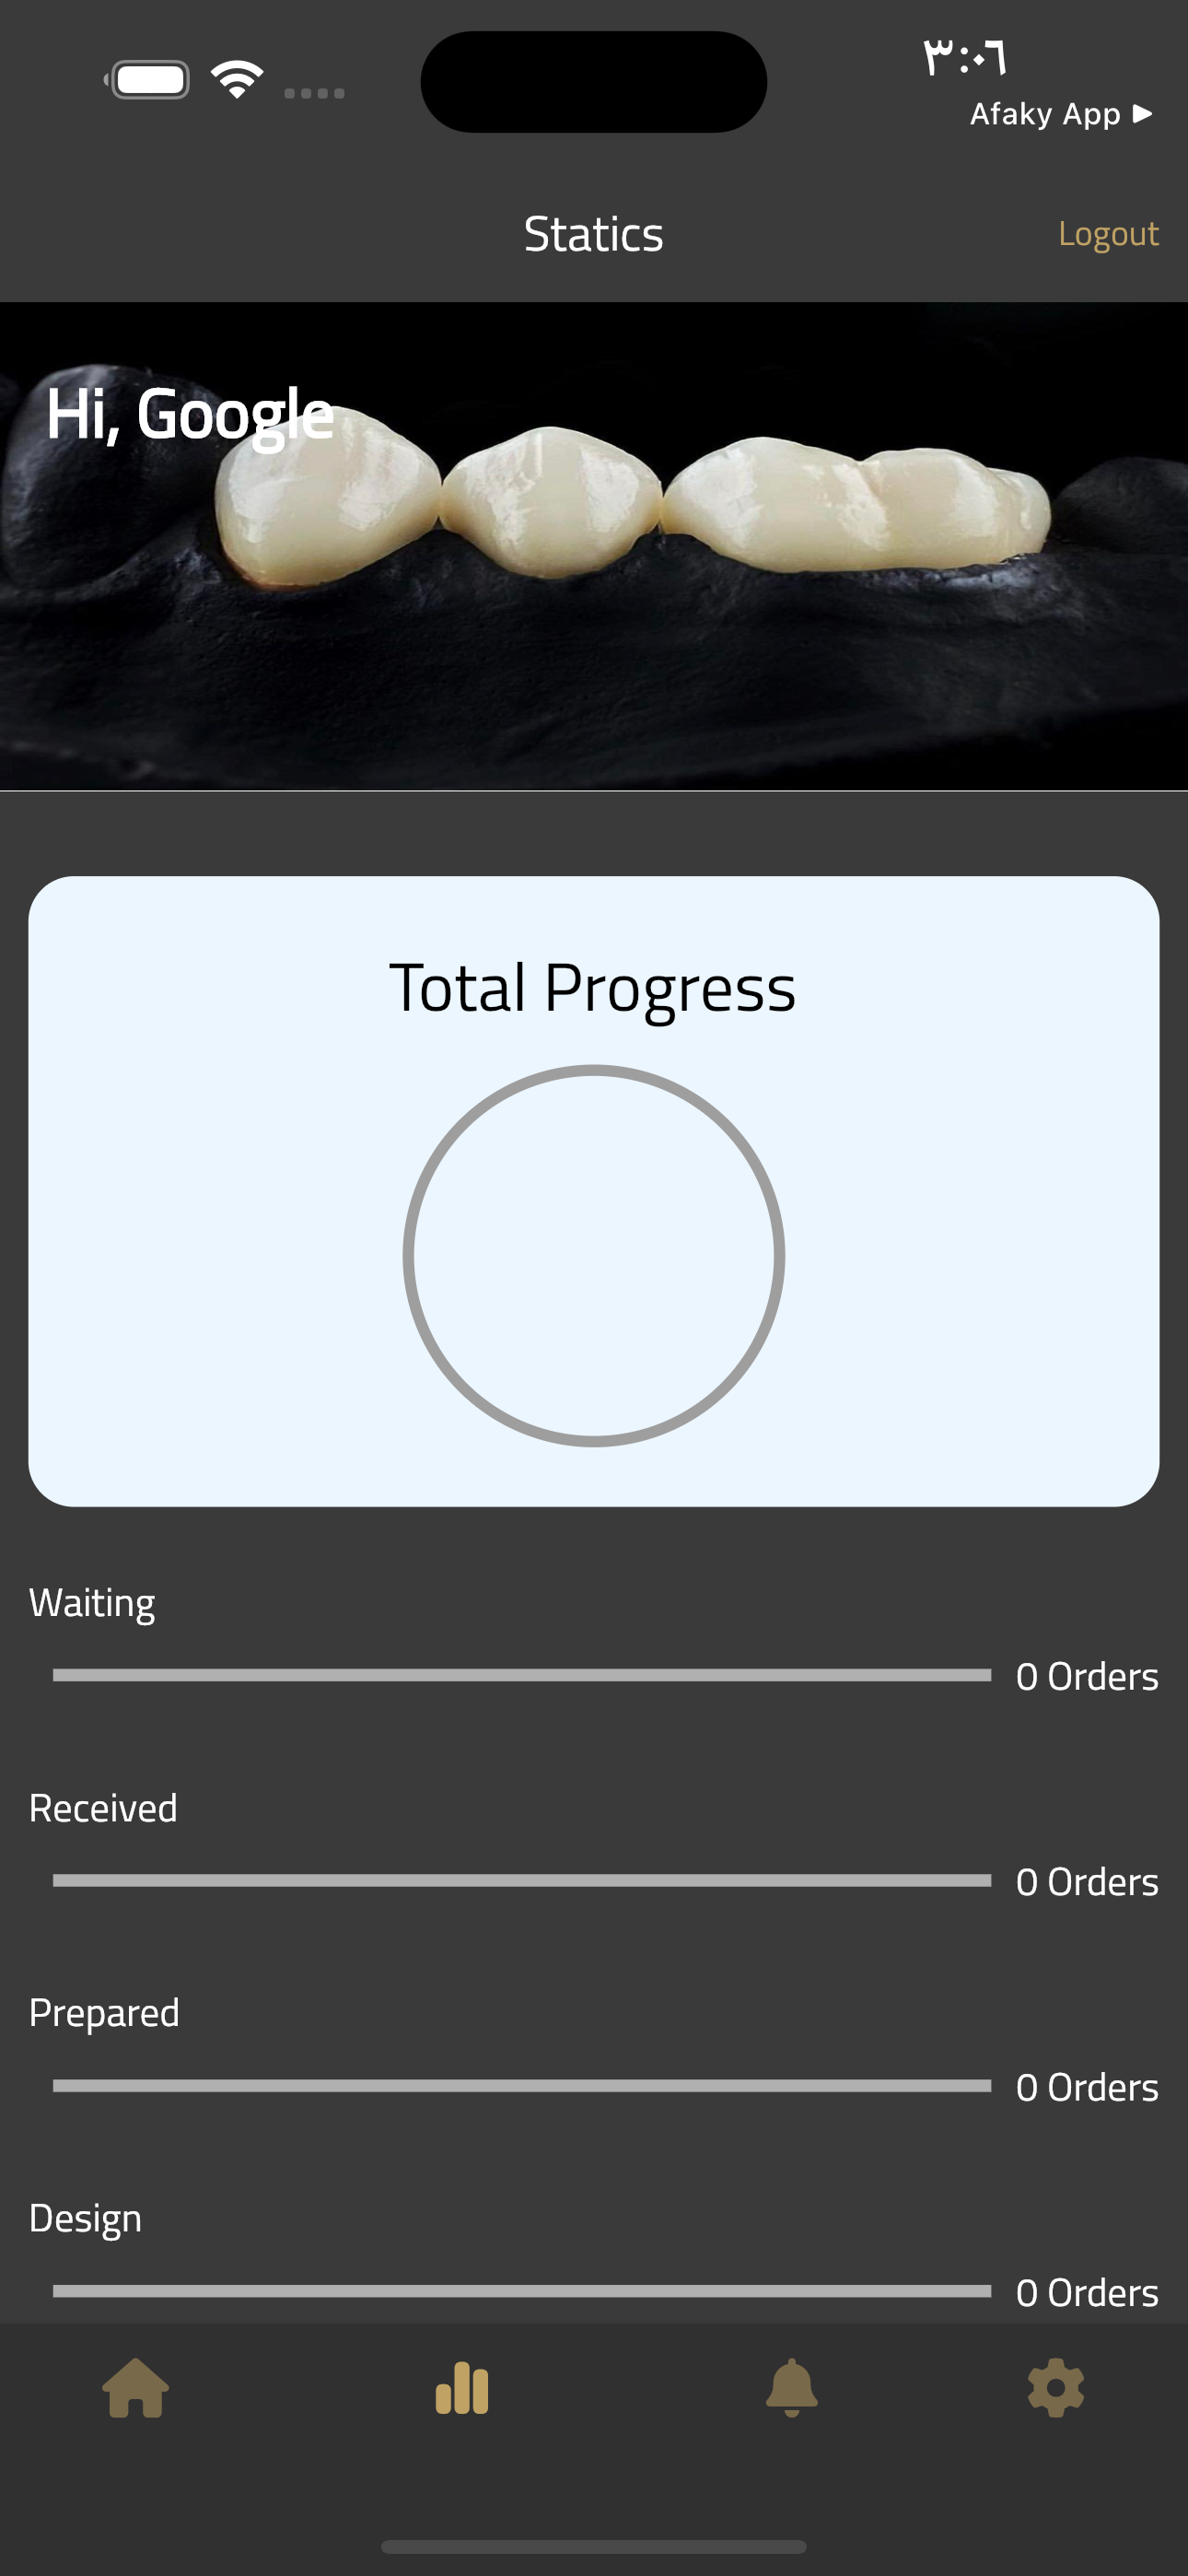 ٣:٠٦
Afaky App ▶
Statics
Logout
Hi, Google
Total Progress
Waiting
0 Orders
Received
0 Orders
Prepared
0 Orders
Design
0 Orders